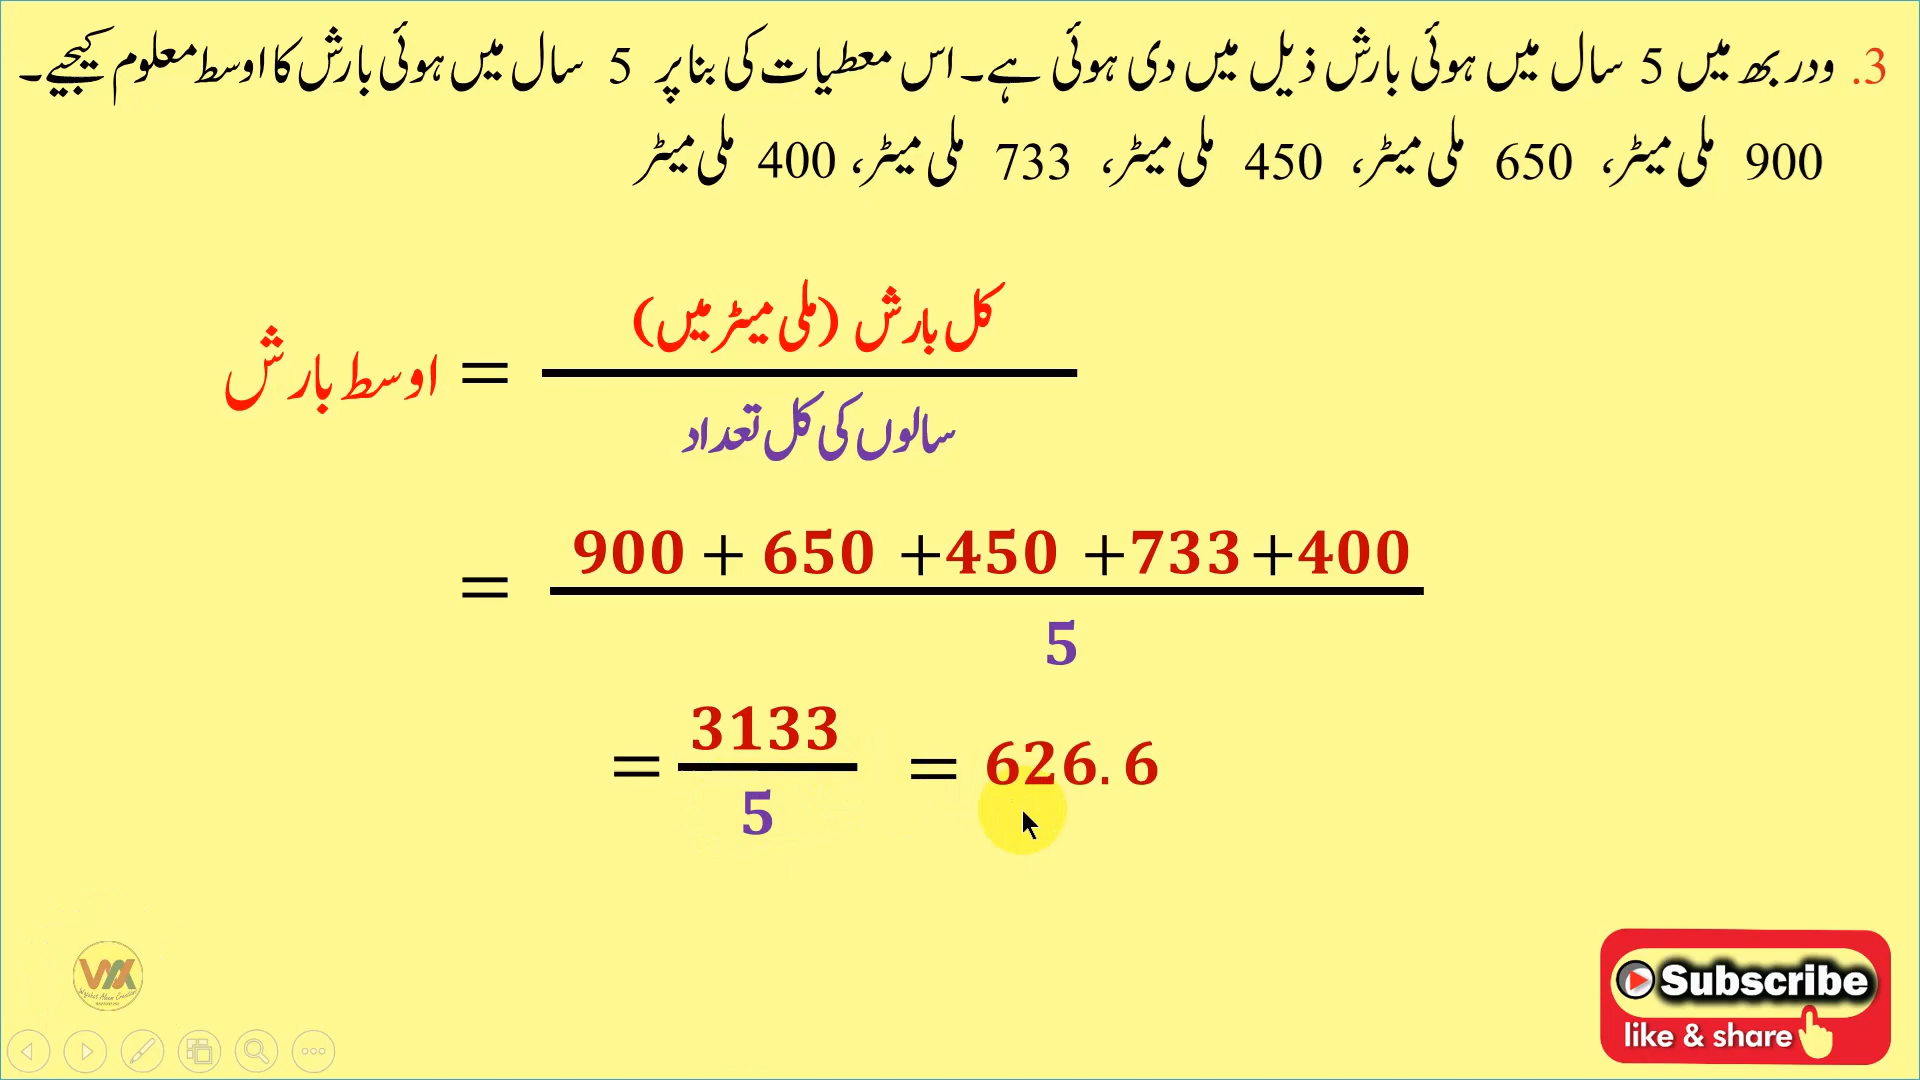 3. ودربھ میں 5 سال میں ہوئی بارش ذیل میں دی ہوئی ہے۔ اس معطیات کی بنا پر 5 سال میں ہوئی بارش کا اوسط معلوم کیجیے۔
900 ملی میٹر، 650 ملی میٹر، 450 ملی میٹر، 733 ملی میٹر، 400 ملی میٹر
کل بارش (ملی میٹر میں)
اوسط بارش =
سالوں کی کل تعداد
900 + 650 +450 +733 +400
=
5
3133
= = 626.6
5
Subscribe
like & share